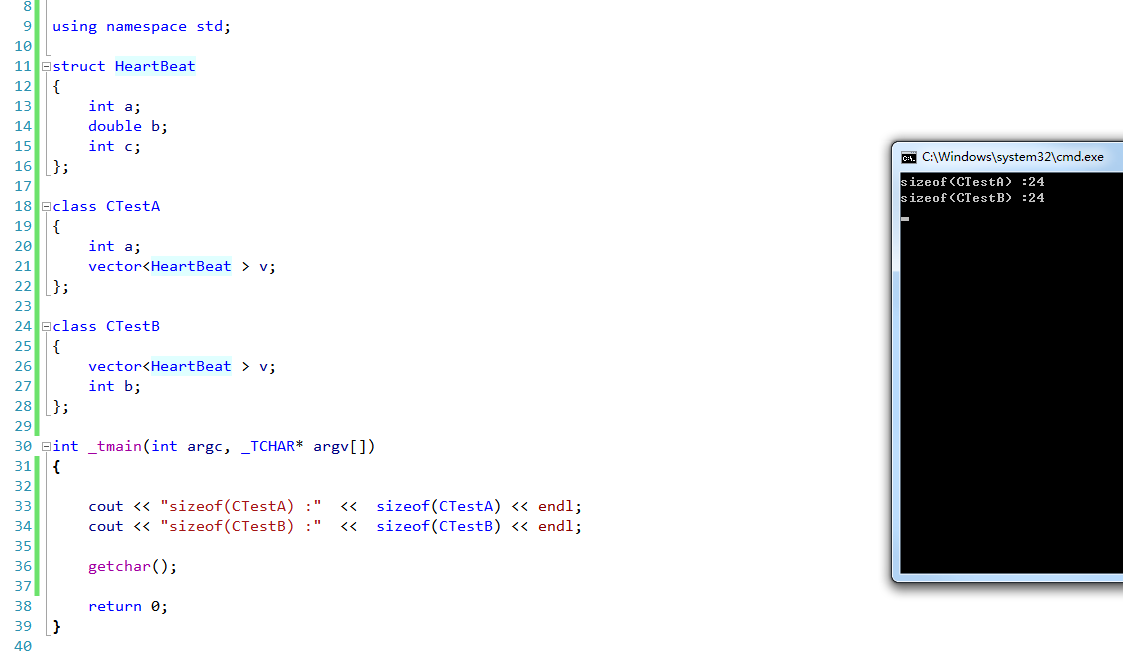 8
9 using namespace std;
10
11 struct HeartBeat
12 {
13     int a;
14     double b;
15     int c;
16 };
17
18 class CTestA
19 {
20     int a;
21     vector<HeartBeat > v;
22 };
23
24 class CTestB
25 {
26     vector<HeartBeat > v;
27     int b;
28 };
29
30 int _tmain(int argc, _TCHAR* argv[])
31 {
32
33     cout << "sizeof(CTestA) :"  <<  sizeof(CTestA) << endl;
34     cout << "sizeof(CTestB) :"  <<  sizeof(CTestB) << endl;
35
36     getchar();
37
38     return 0;
39 }
40
C:\Windows\system32\cmd.exe
sizeof(CTestA) :24
sizeof(CTestB) :24